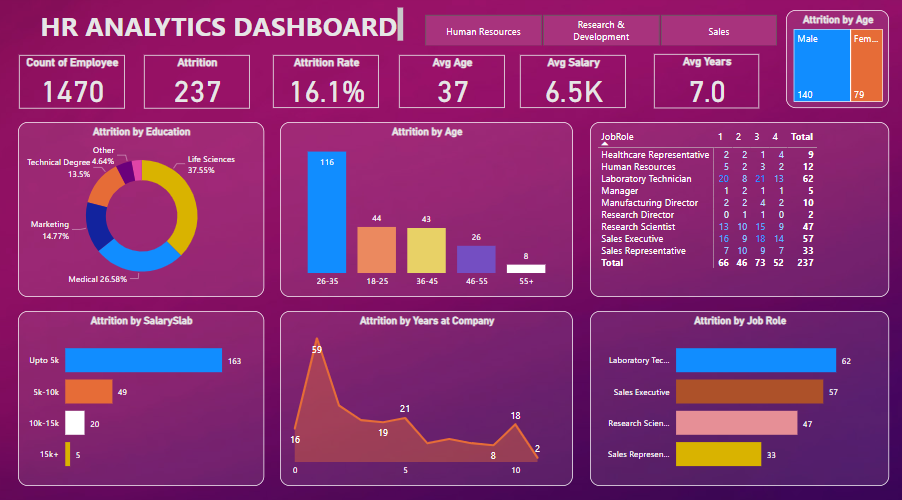 HR ANALYTICS DASHBOARD
Human Resources
Research &
Development
Sales
Attrition by Age
Male
Fem...
140
79
Count of Employee
1470
Attrition
237
Attrition Rate
16.1%
Avg Age
37
Avg Salary
6.5K
Avg Years
7.0
Attrition by Education
Other
4.64%
Technical Degree
13.5%
Life Sciences
37.55%
Marketing
14.77%
Medical 26.58%
Attrition by Age
116
44
43
26
8
26-35 18-25 36-45 46-55 55+
JobRole 1 2 3 4 Total
Healthcare Representative 2 2 1 4 9
Human Resources 5 2 3 2 12
Laboratory Technician 20 8 21 13 62
Manager 1 2 1 1 5
Manufacturing Director 2 2 4 2 10
Research Director 0 1 1 0 2
Research Scientist 13 10 15 9 47
Sales Executive 16 9 18 14 57
Sales Representative 7 10 9 7 33
Total 66 46 73 52 237
Attrition by SalarySlab
Upto 5k 163
5k-10k 49
10k-15k 20
15k+ 5
Attrition by Years at Company
59
16
19
21
8
18
2
0 5 10
Attrition by Job Role
Laboratory Tec... 62
Sales Executive 57
Research Scien... 47
Sales Represen... 33